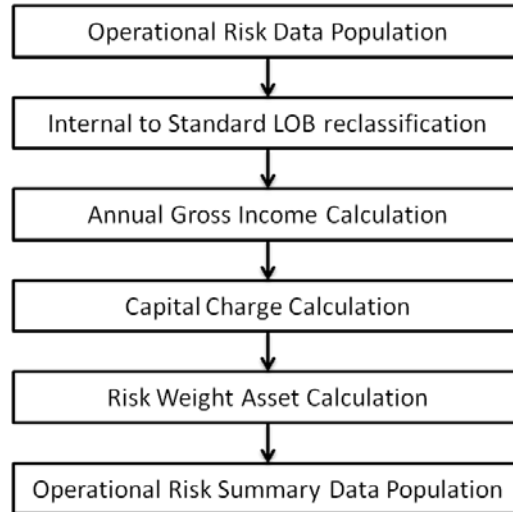 Operational Risk Data Population
Internal to Standard LOB reclassification
Annual Gross Income Calculation
Capital Charge Calculation
Risk Weight Asset Calculation
Operational Risk Summary Data Population